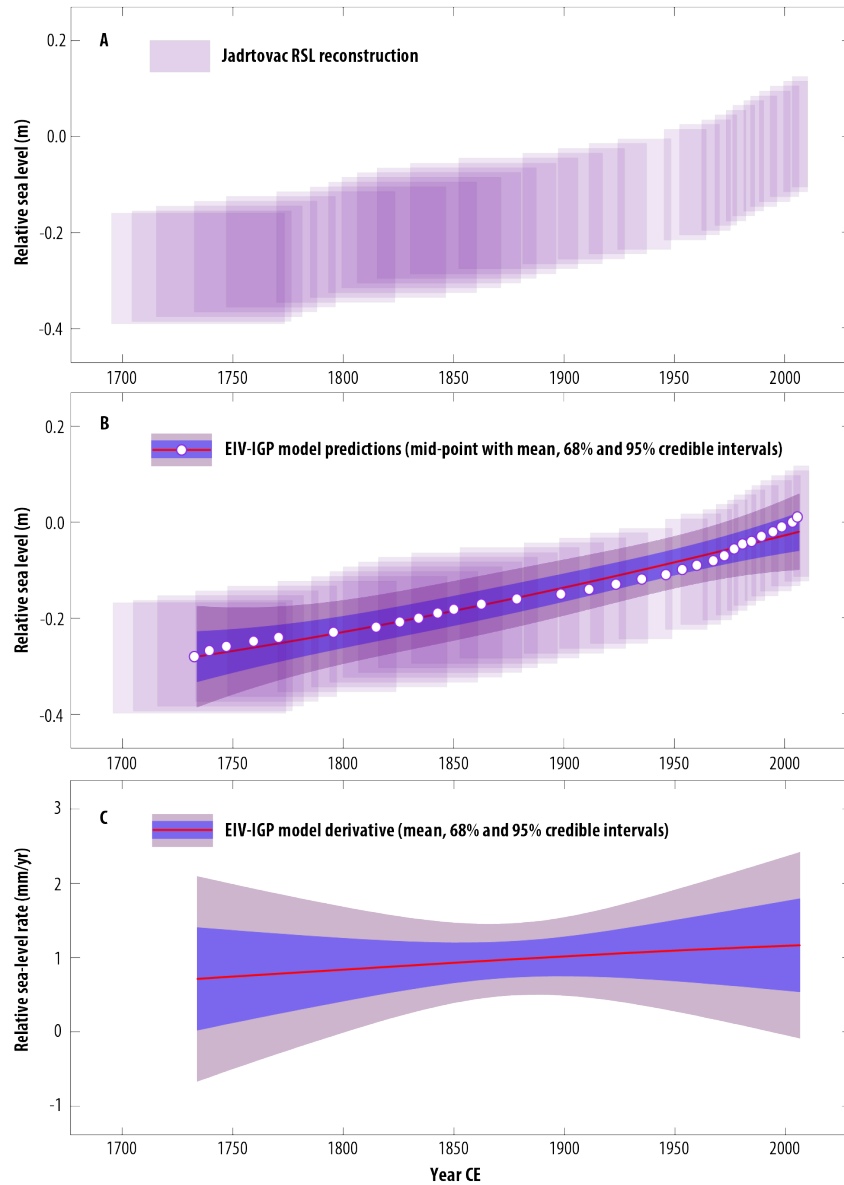 A
Jadrtovac RSL reconstruction
Relative sea level (m)
0.2
0.0
-0.2
-0.4
1700 1750 1800 1850 1900 1950 2000
B
EIV-IGP model predictions (mid-point with mean, 68% and 95% credible intervals)
Relative sea level (m)
0.2
0.0
-0.2
-0.4
1700 1750 1800 1850 1900 1950 2000
C
EIV-IGP model derivative (mean, 68% and 95% credible intervals)
Relative sea-level rate (mm/yr)
3
2
1
0
-1
1700 1750 1800 1850 1900 1950 2000
Year CE